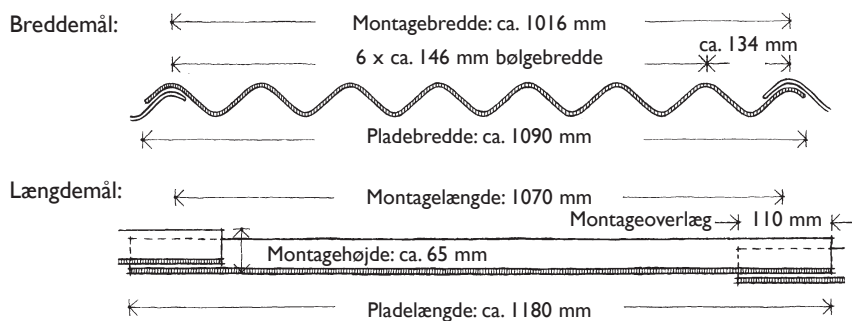 Breddemål:
Montagebredde: ca. 1016 mm
6 x ca. 146 mm bølgebredde
ca. 134 mm
Pladebredde: ca. 1090 mm
Længdemål:
Montagelængde: 1070 mm
Montageoverlæg
110 mm
Montagehøjde: ca. 65 mm
Pladelængde: ca. 1180 mm